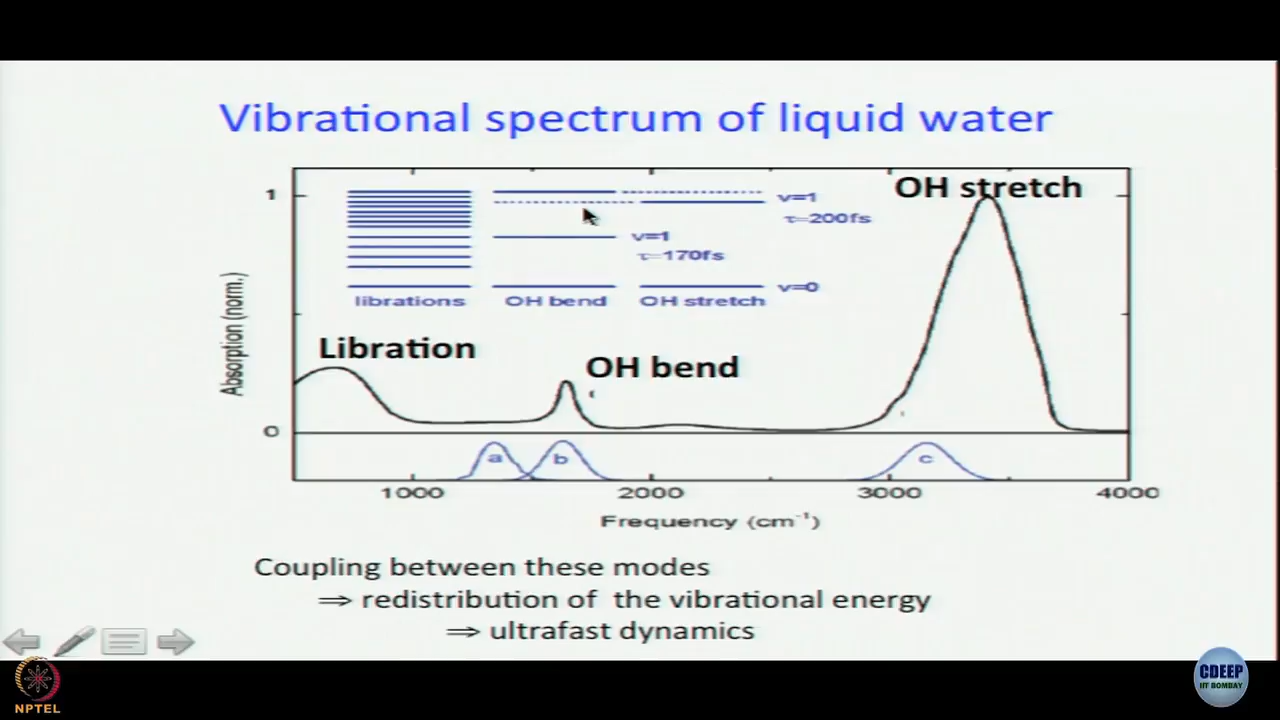 Vibrational spectrum of liquid water
1
OH stretch
v=1
τ=200fs
v=1
τ=170fs
v=0
librations
OH bend
OH stretch
Absorption (norm.)
Libration
OH bend
0
a
b
c
1000
2000
3000
4000
Frequency (cm⁻¹)
Coupling between these modes
⇒ redistribution of the vibrational energy
⇒ ultrafast dynamics
NPTEL
CDEEP
IIT BOMBAY